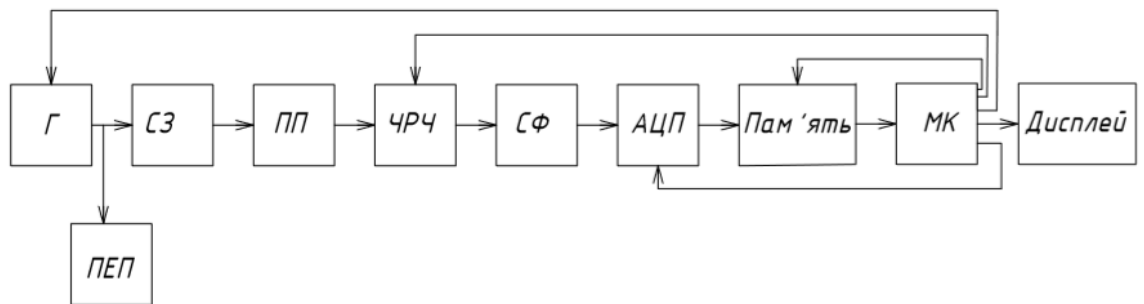 Г
СЗ
ПП
ЧРЧ
СФ
АЦП
Пам'ять
МК
Дисплей
ПЕП